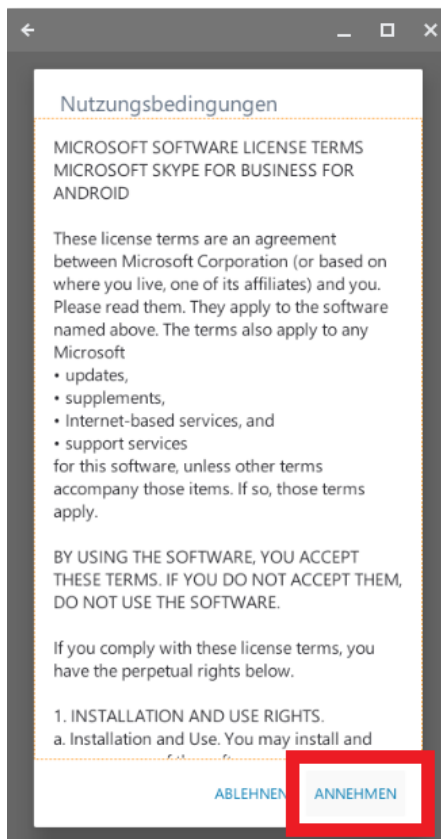 Nutzungsbedingungen
MICROSOFT SOFTWARE LICENSE TERMS
MICROSOFT SKYPE FOR BUSINESS FOR
ANDROID
These license terms are an agreement
between Microsoft Corporation (or based on
where you live, one of its affiliates) and you.
Please read them. They apply to the software
named above. The terms also apply to any
Microsoft
• updates,
• supplements,
• Internet-based services, and
• support services
for this software, unless other terms
accompany those items. If so, those terms
apply.
BY USING THE SOFTWARE, YOU ACCEPT
THESE TERMS. IF YOU DO NOT ACCEPT THEM,
DO NOT USE THE SOFTWARE.
If you comply with these license terms, you
have the perpetual rights below.
1. INSTALLATION AND USE RIGHTS.
a. Installation and Use. You may install and
ABLEHNEN ANNEHMEN